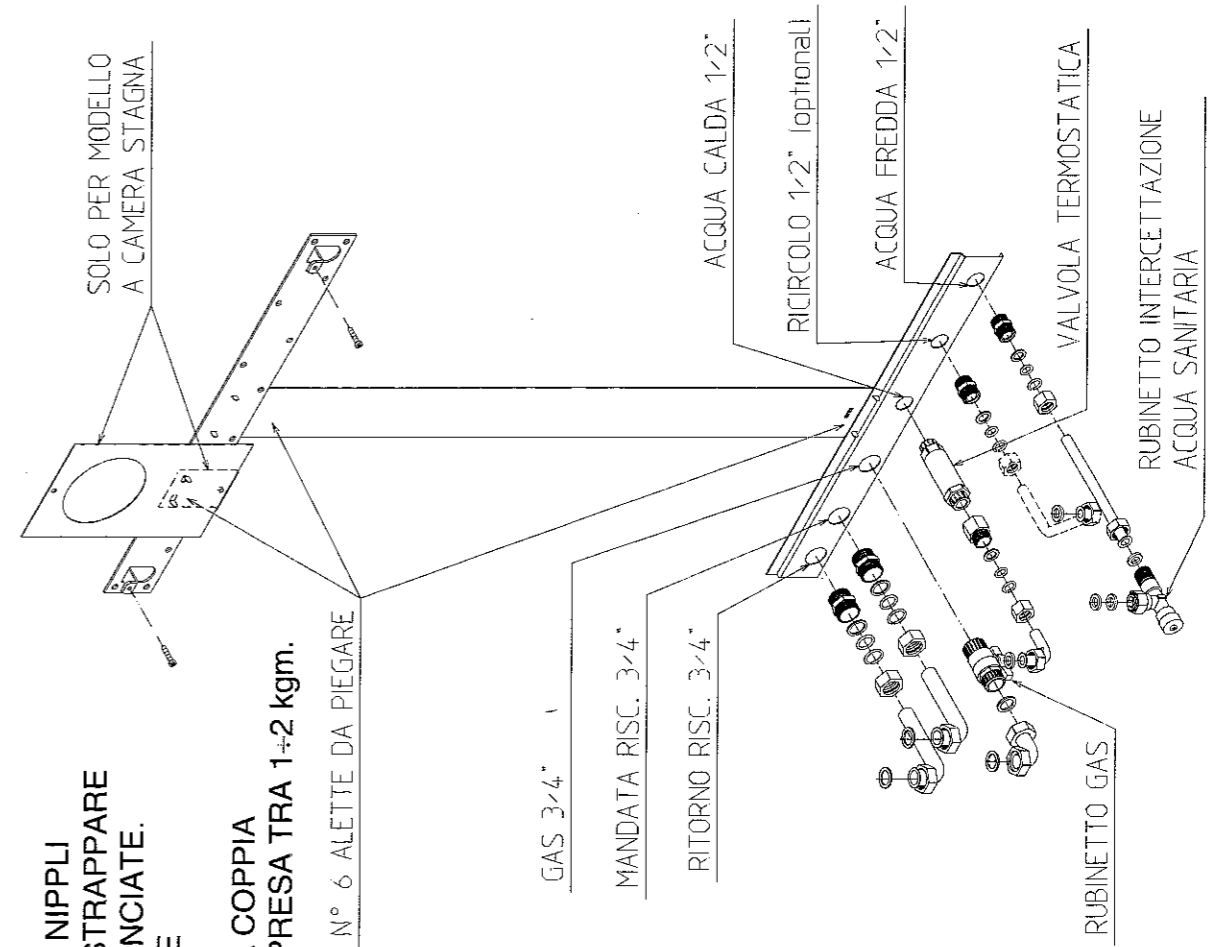 NIPPLI
STRAPPARE
NCIATE.
COPPIA
PRESA TRA 1÷2 kgm.
N° 6 ALETTE DA PIEGARE
SOLO PER MODELLO
A CAMERA STAGNA
GAS 3/4"
MANDATA RISC. 3/4"
RITORNO RISC. 3/4"
RUBINETTO GAS
ACQUA CALDA 1/2"
RICIRCOLO 1/2" (optional)
ACQUA FREDDA 1/2"
VALVOLA TERMOSTATICA
RUBINETTO INTERCETTAZIONE
ACQUA SANITARIA